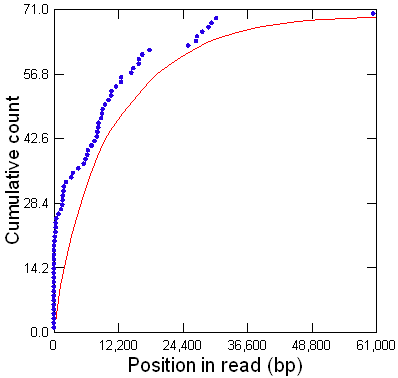 71.0
56.8
42.6
28.4
14.2
0.0
Cumulative count
0 12,200 24,400 36,600 48,800 61,000
Position in read (bp)